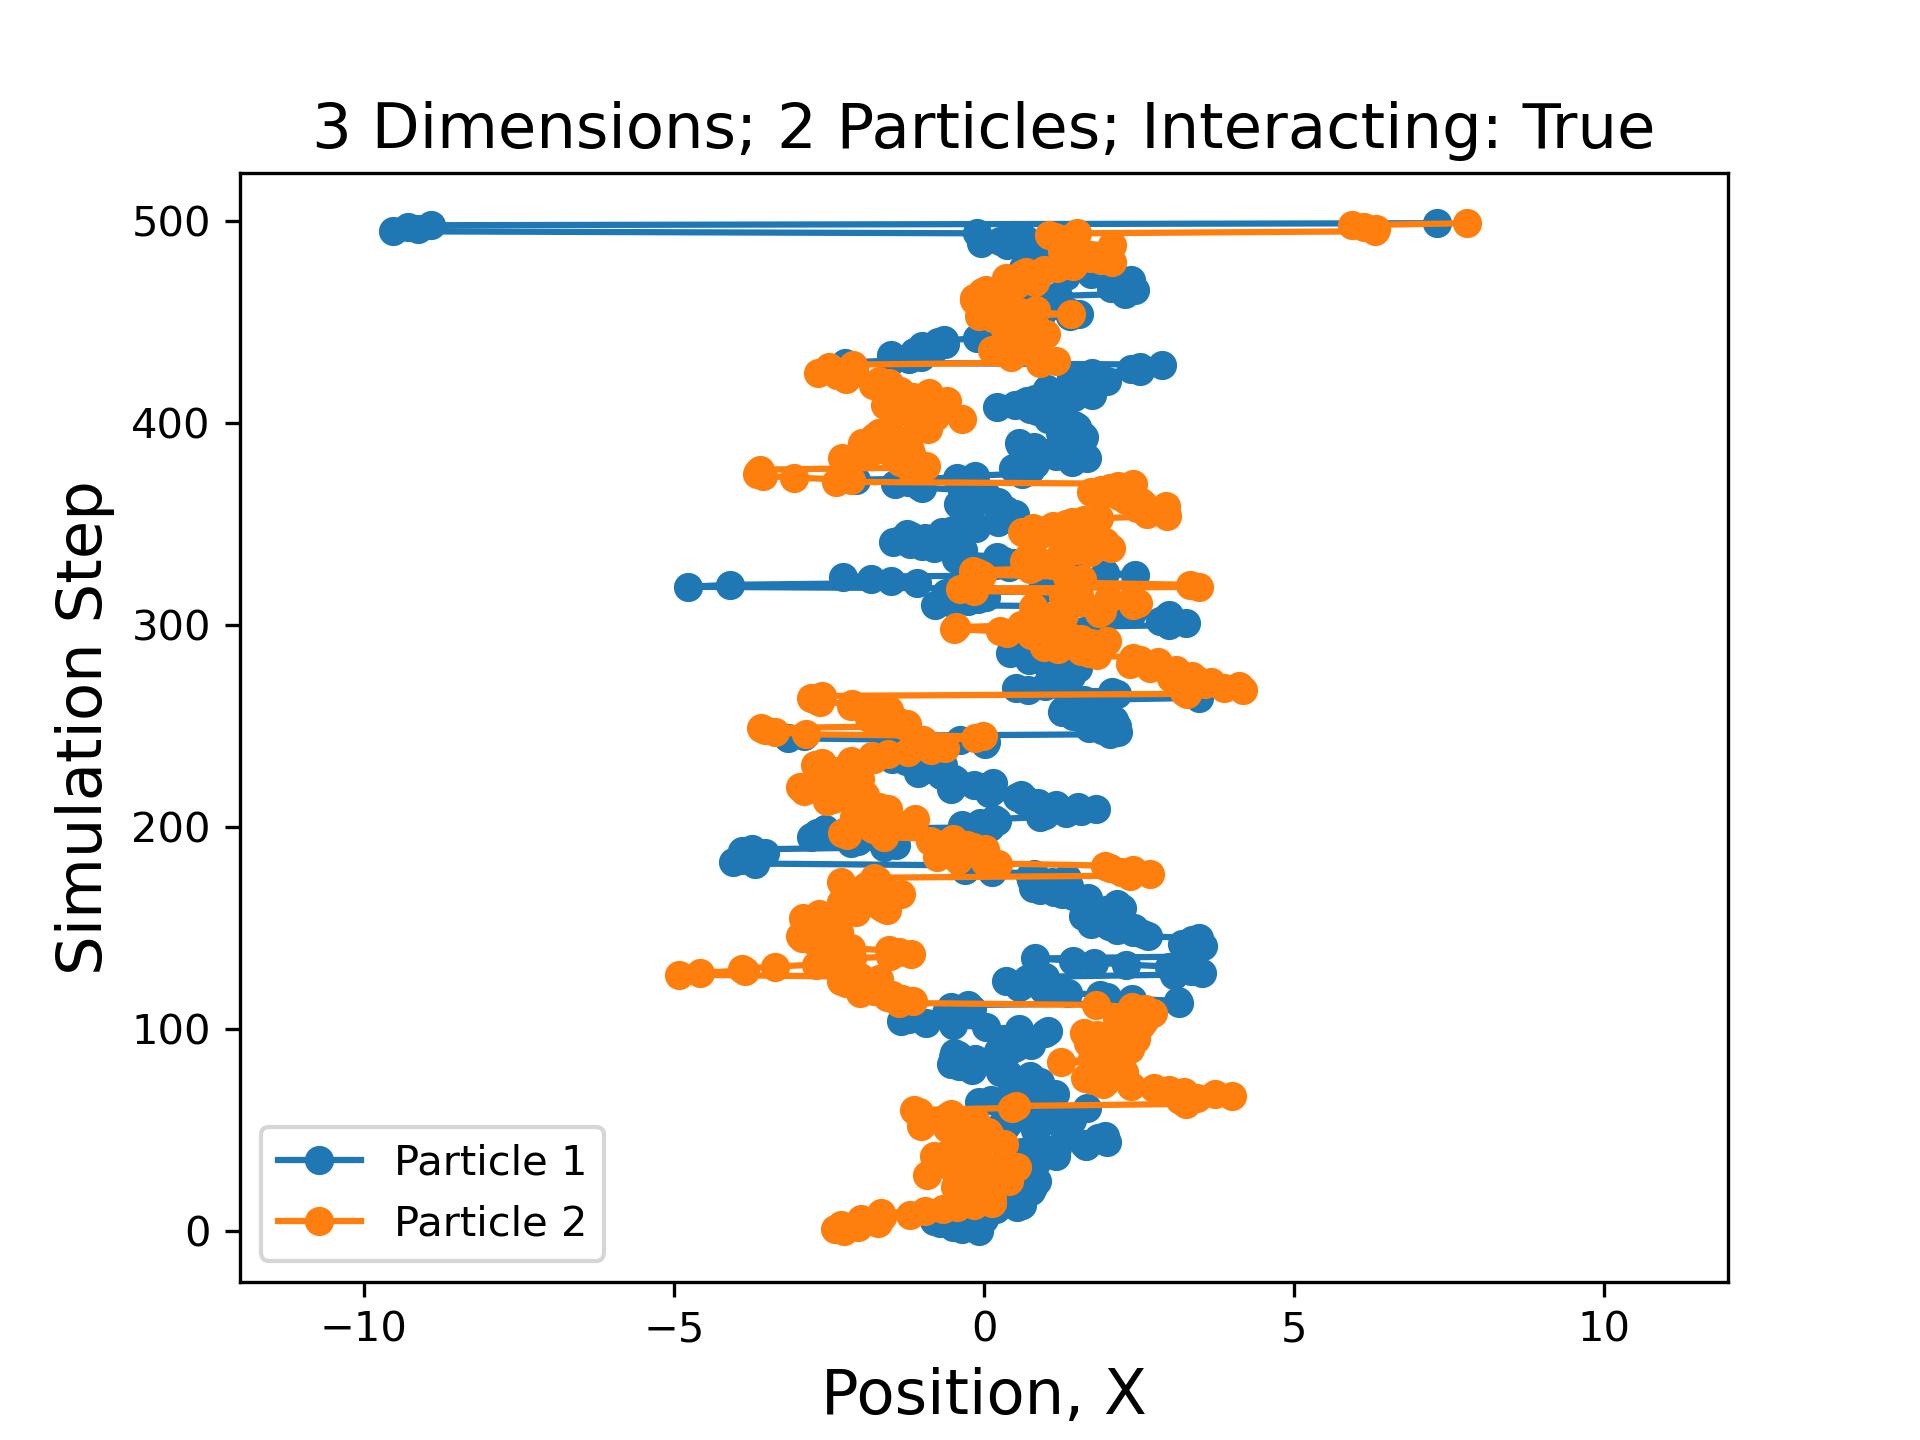 3 Dimensions; 2 Particles; Interacting: True
Simulation Step
500
400
300
200
100
0
Particle 1
Particle 2
−10
−5
0
5
10
Position, X